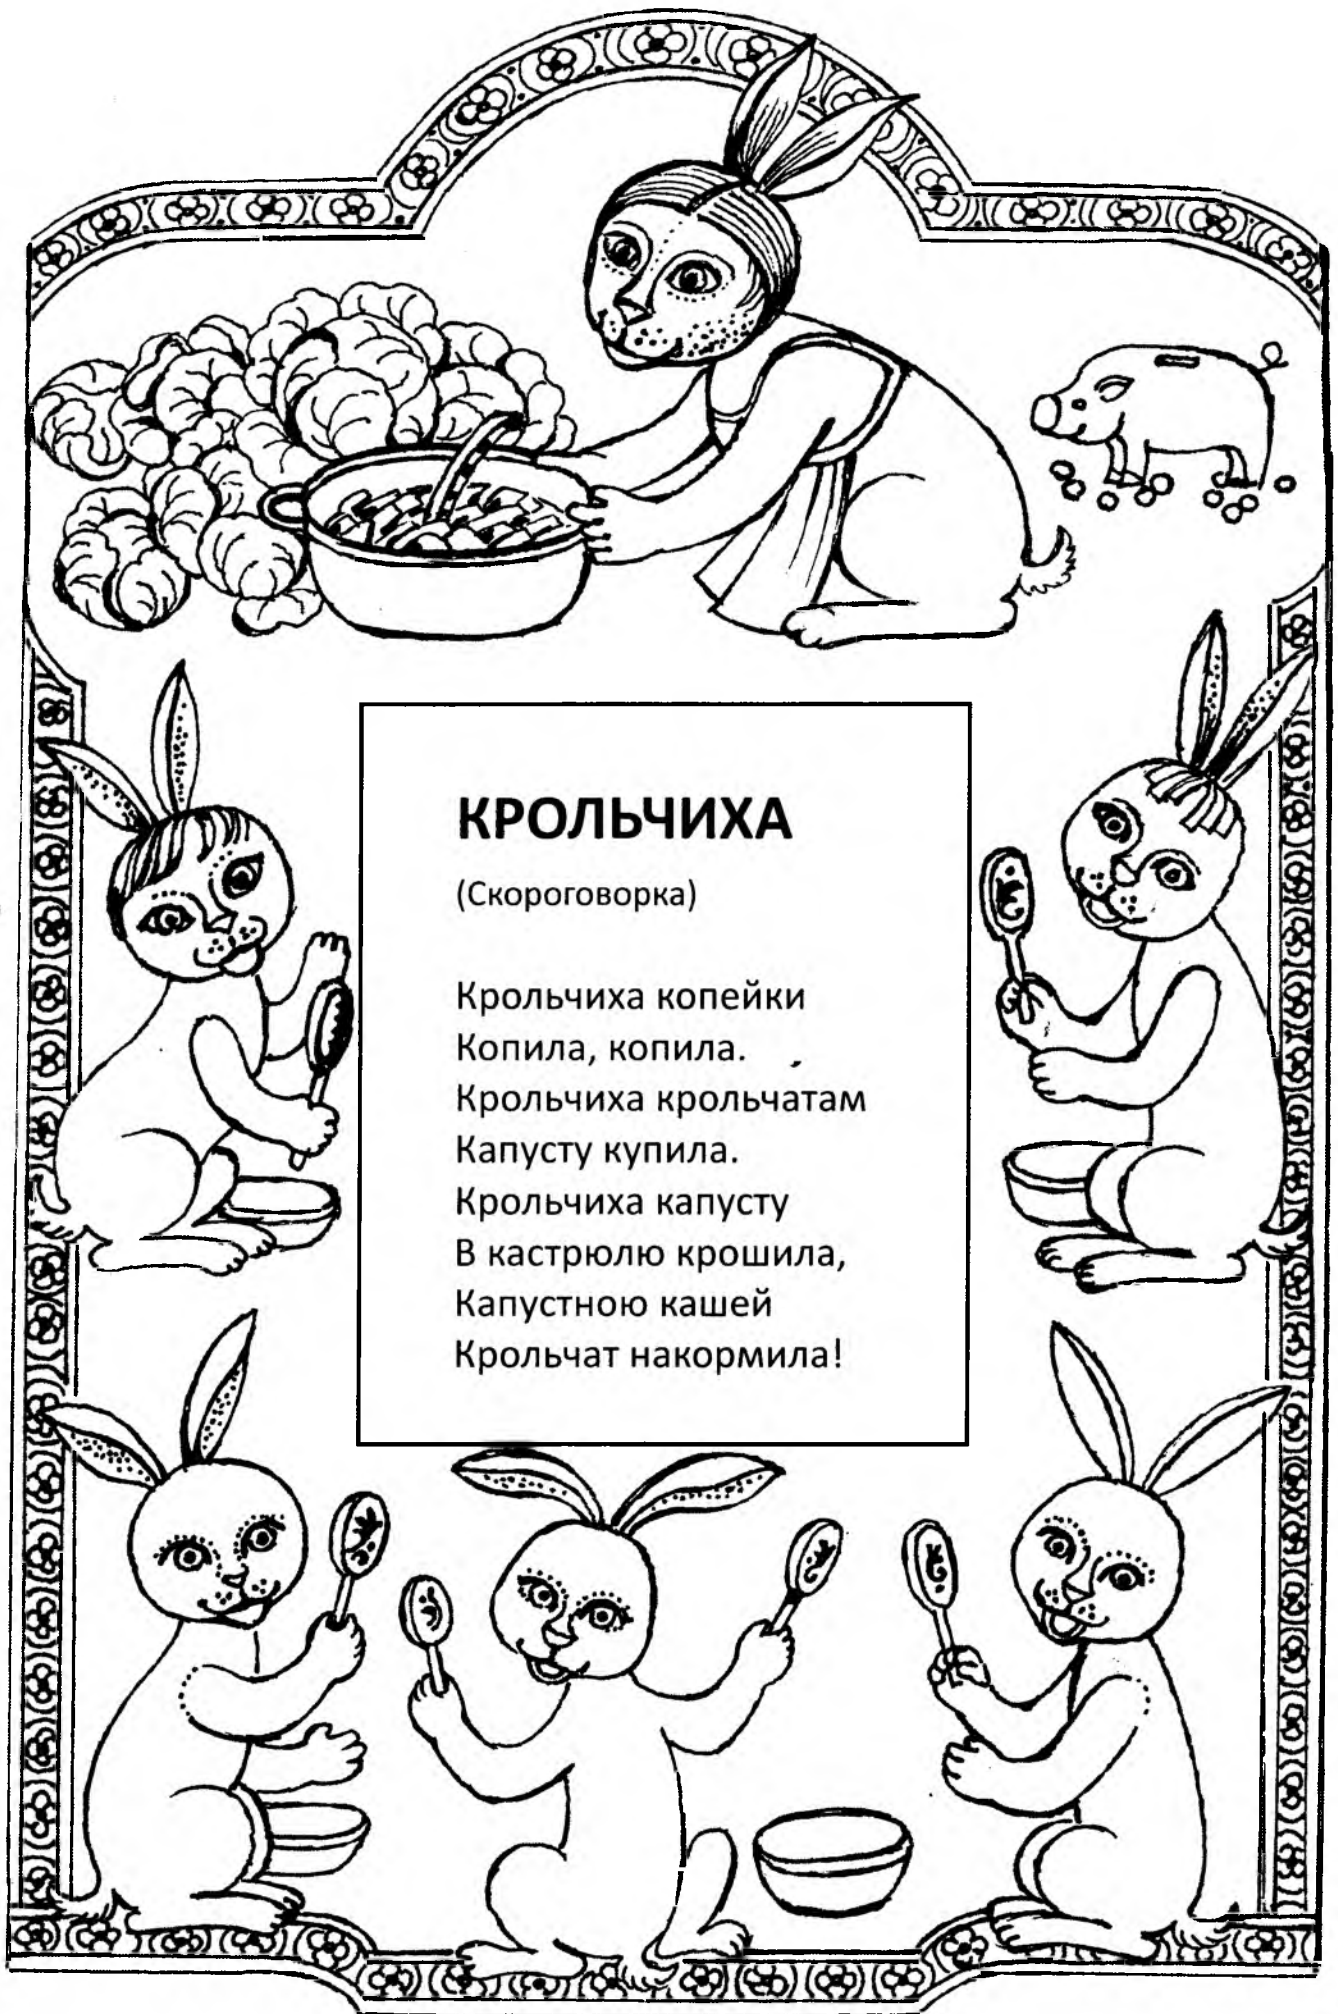 КРОЛЬЧИХА
(Скороговорка)
Крольчиха копейки
Копила, копила.
Крольчиха крольчатам
Капусту купила.
Крольчиха капусту
В кастрюлю крошила,
Капустною кашей
Крольчат накормила!